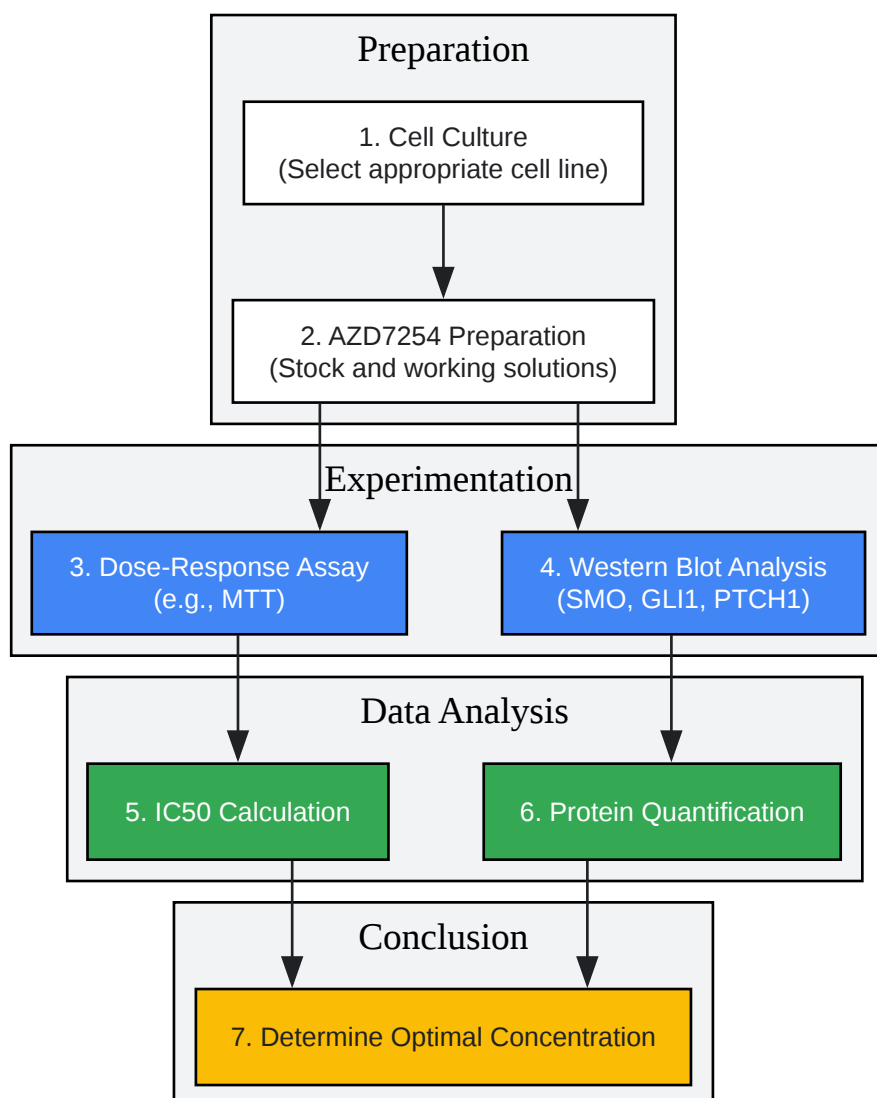 Preparation
1. Cell Culture
(Select appropriate cell line)
2. AZD7254 Preparation
(Stock and working solutions)
Experimentation
3. Dose-Response Assay
(e.g., MTT)
4. Western Blot Analysis
(SMO, GLI1, PTCH1)
Data Analysis
5. IC50 Calculation
6. Protein Quantification
Conclusion
7. Determine Optimal Concentration